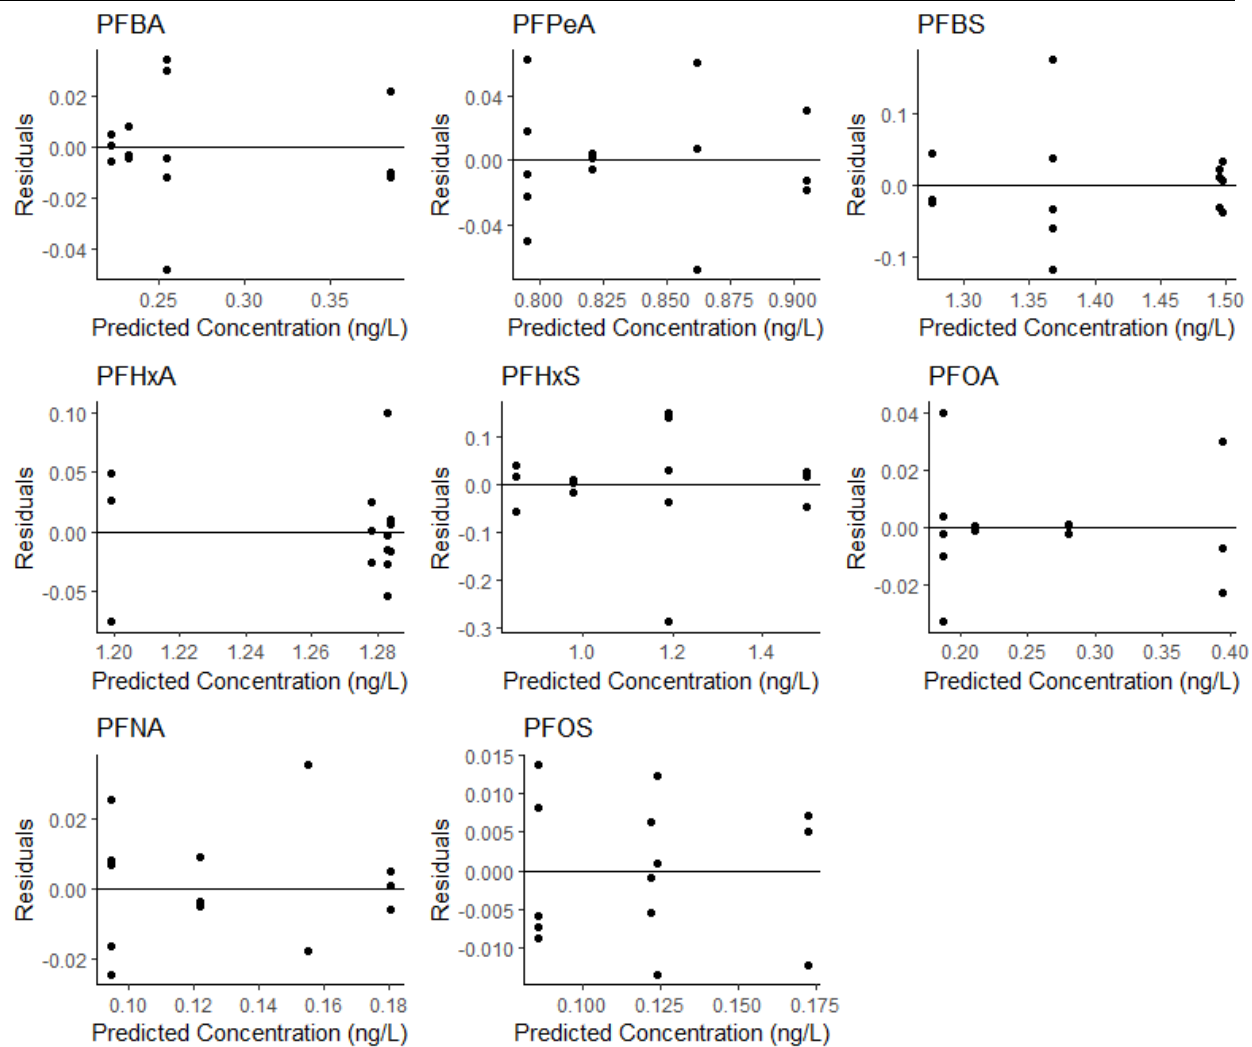 PFBA
Residuals
0.02
0.00
-0.02
-0.04
0.25 0.30 0.35
Predicted Concentration (ng/L)
PFPeA
Residuals
0.04
0.00
-0.04
0.800 0.825 0.850 0.875 0.900
Predicted Concentration (ng/L)
PFBS
Residuals
0.1
0.0
-0.1
1.30 1.35 1.40 1.45 1.50
Predicted Concentration (ng/L)
PFHxA
Residuals
0.10
0.05
0.00
-0.05
1.20 1.22 1.24 1.26 1.28
Predicted Concentration (ng/L)
PFHxS
Residuals
0.1
0.0
-0.1
-0.2
-0.3
1.0 1.2 1.4
Predicted Concentration (ng/L)
PFOA
Residuals
0.04
0.02
0.00
-0.02
0.20 0.25 0.30 0.35 0.40
Predicted Concentration (ng/L)
PFNA
Residuals
0.02
0.00
-0.02
0.10 0.12 0.14 0.16 0.18
Predicted Concentration (ng/L)
PFOS
Residuals
0.015
0.010
0.005
0.000
-0.005
-0.010
0.100 0.125 0.150 0.175
Predicted Concentration (ng/L)